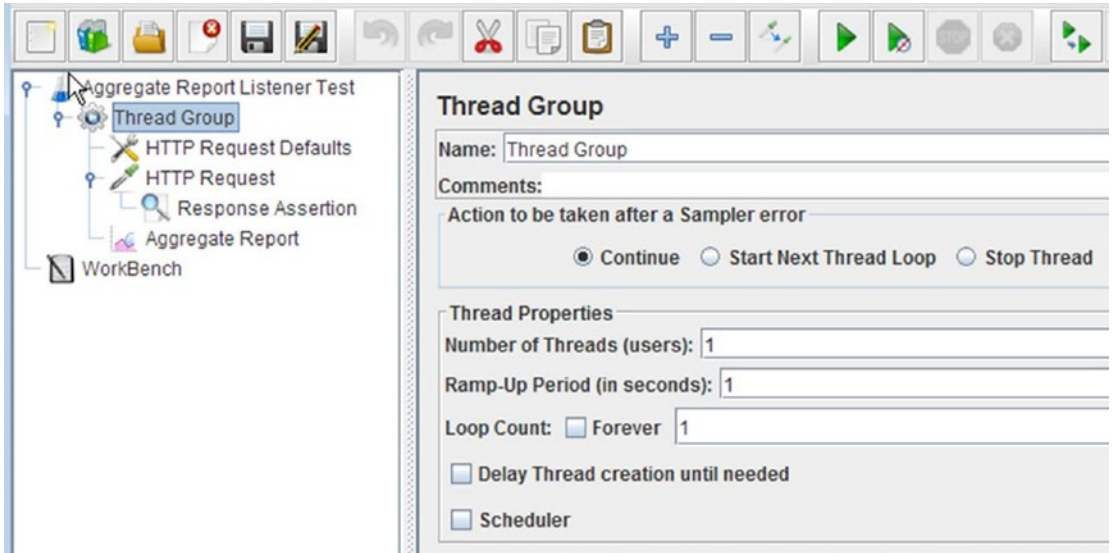 STOP
Aggregate Report Listener Test
Thread Group
HTTP Request Defaults
HTTP Request
Response Assertion
Aggregate Report
WorkBench
Thread Group
Name: Thread Group
Comments:
Action to be taken after a Sampler error
Continue Start Next Thread Loop Stop Thread
Thread Properties
Number of Threads (users): 1
Ramp-Up Period (in seconds): 1
Loop Count: Forever 1
Delay Thread creation until needed
Scheduler